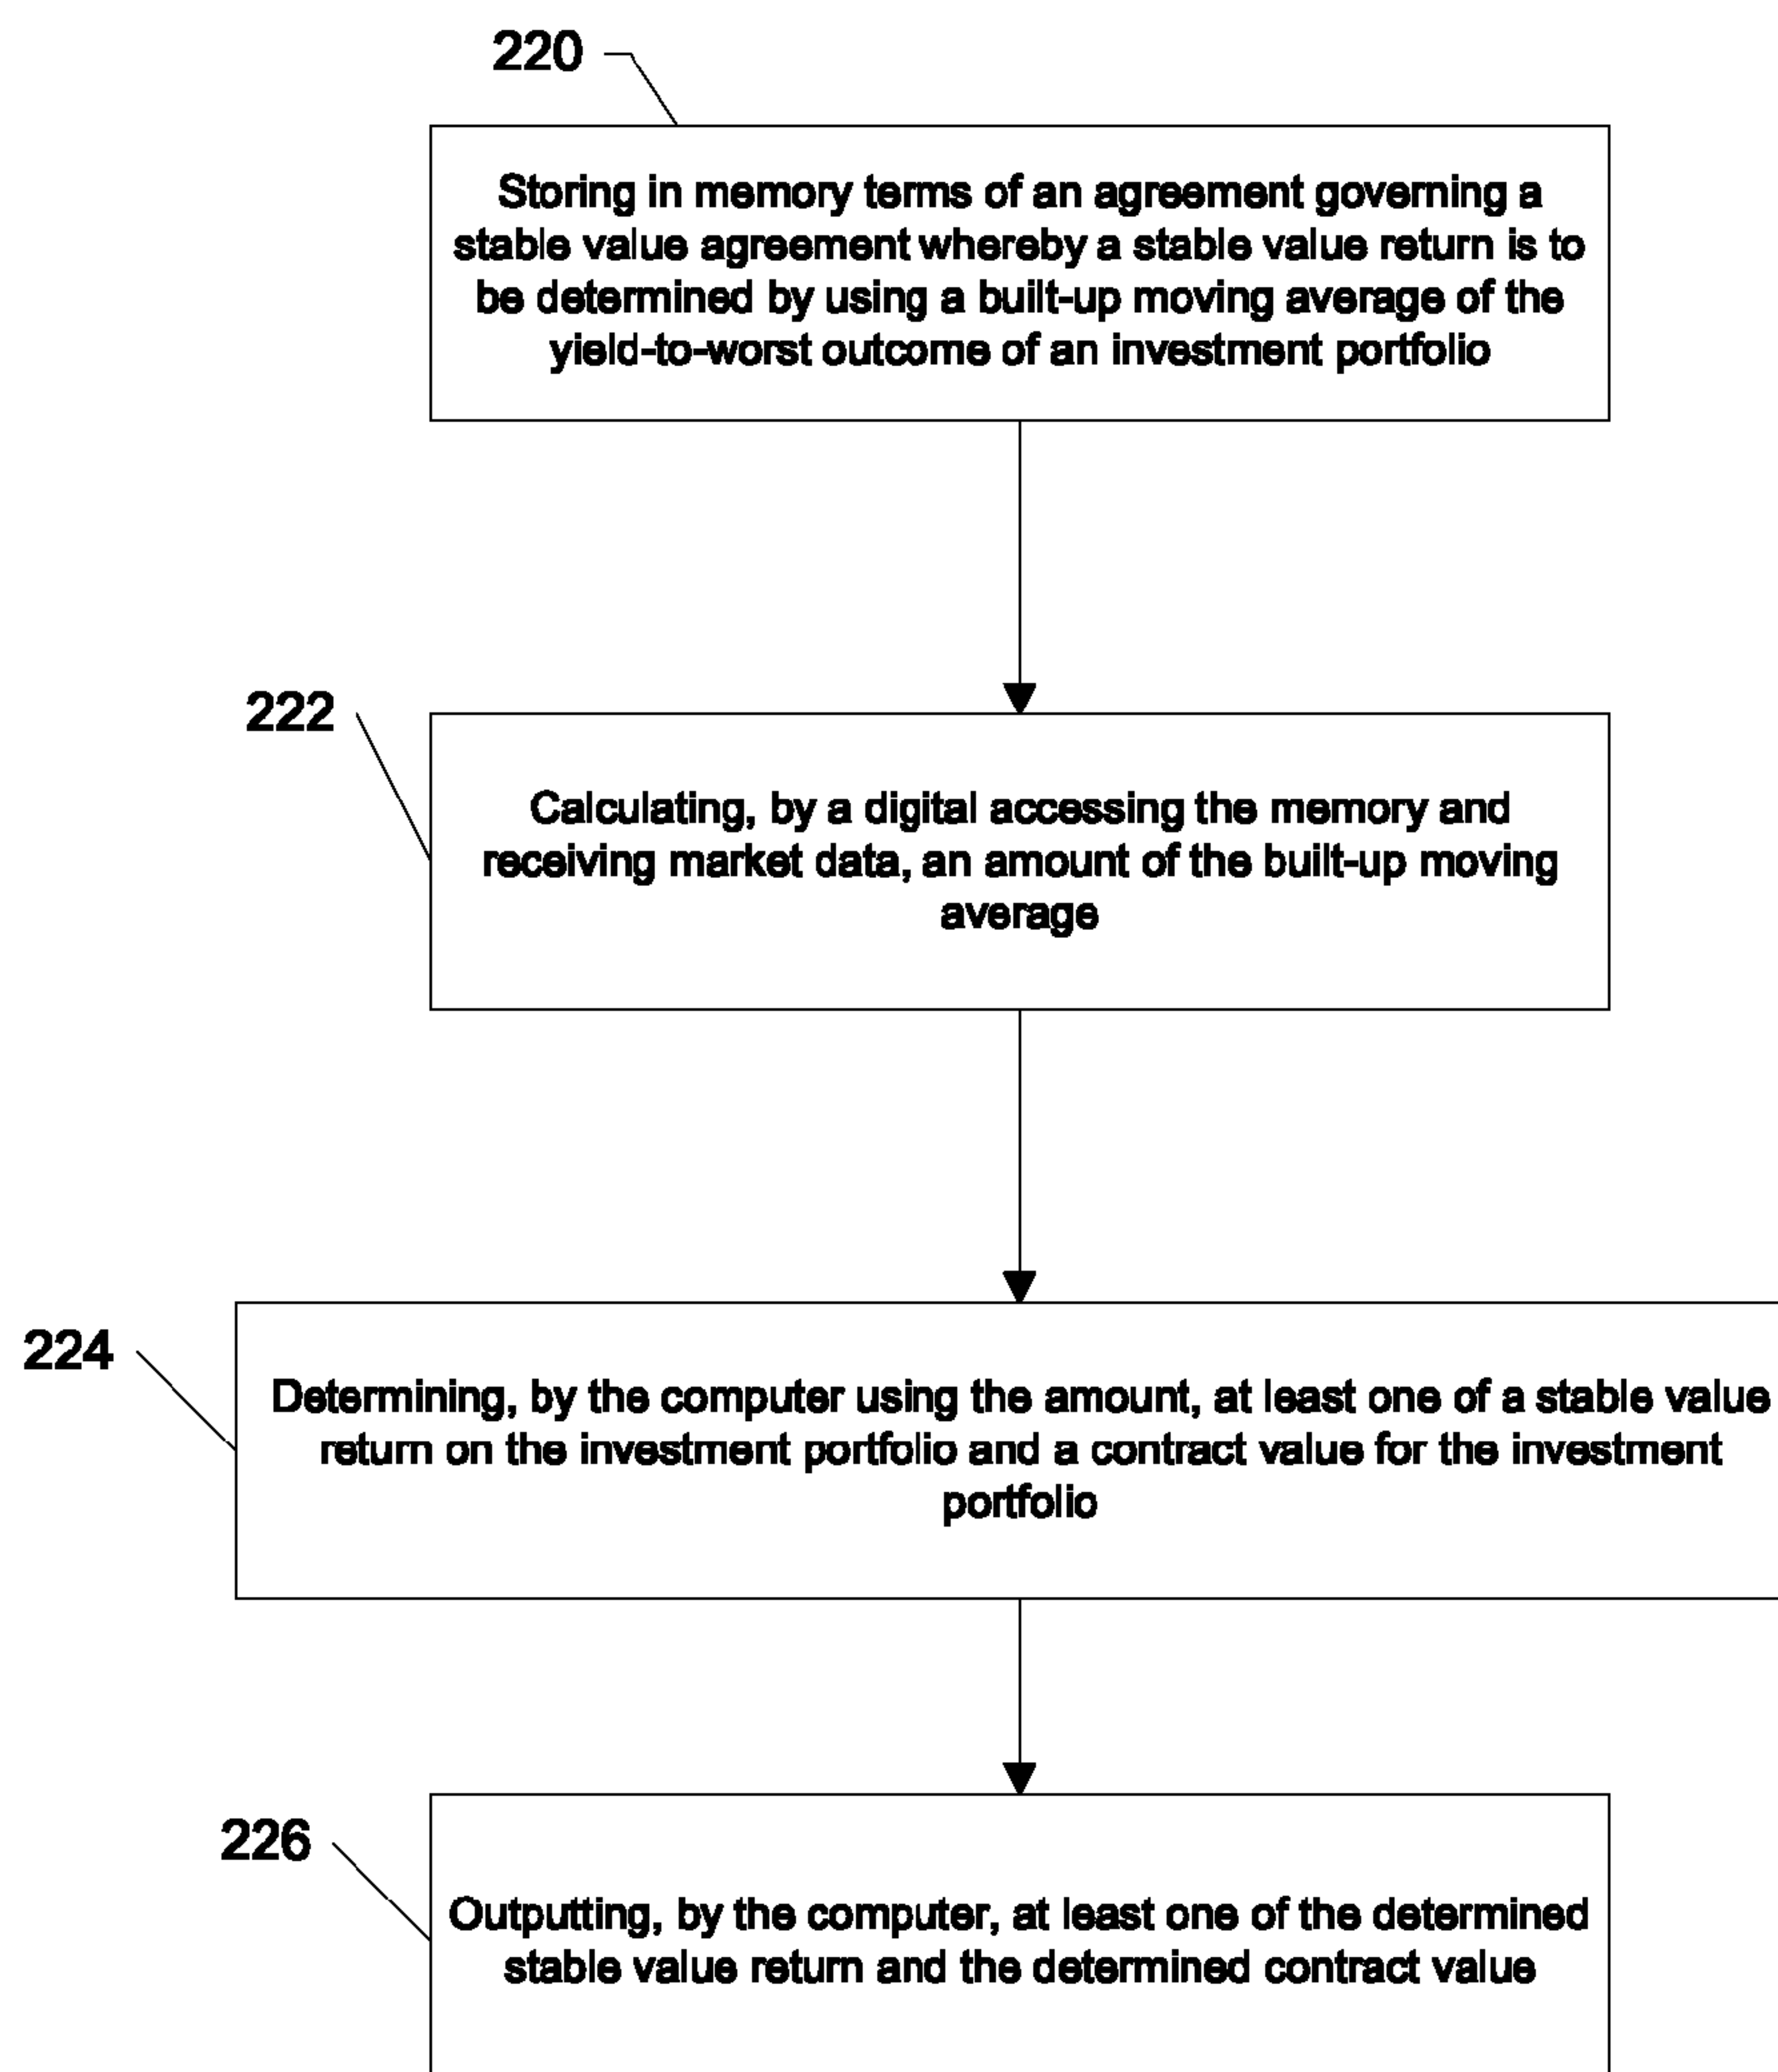 220
Storing in memory terms of an agreement governing a
stable value agreement whereby a stable value return is to
be determined by using a built-up moving average of the
yield-to-worst outcome of an investment portfolio
222
Calculating, by a digital accessing the memory and
receiving market data, an amount of the built-up moving
average
224
Determining, by the computer using the amount, at least one of a stable value
return on the investment portfolio and a contract value for the investment
portfolio
226
Outputting, by the computer, at least one of the determined
stable value return and the determined contract value